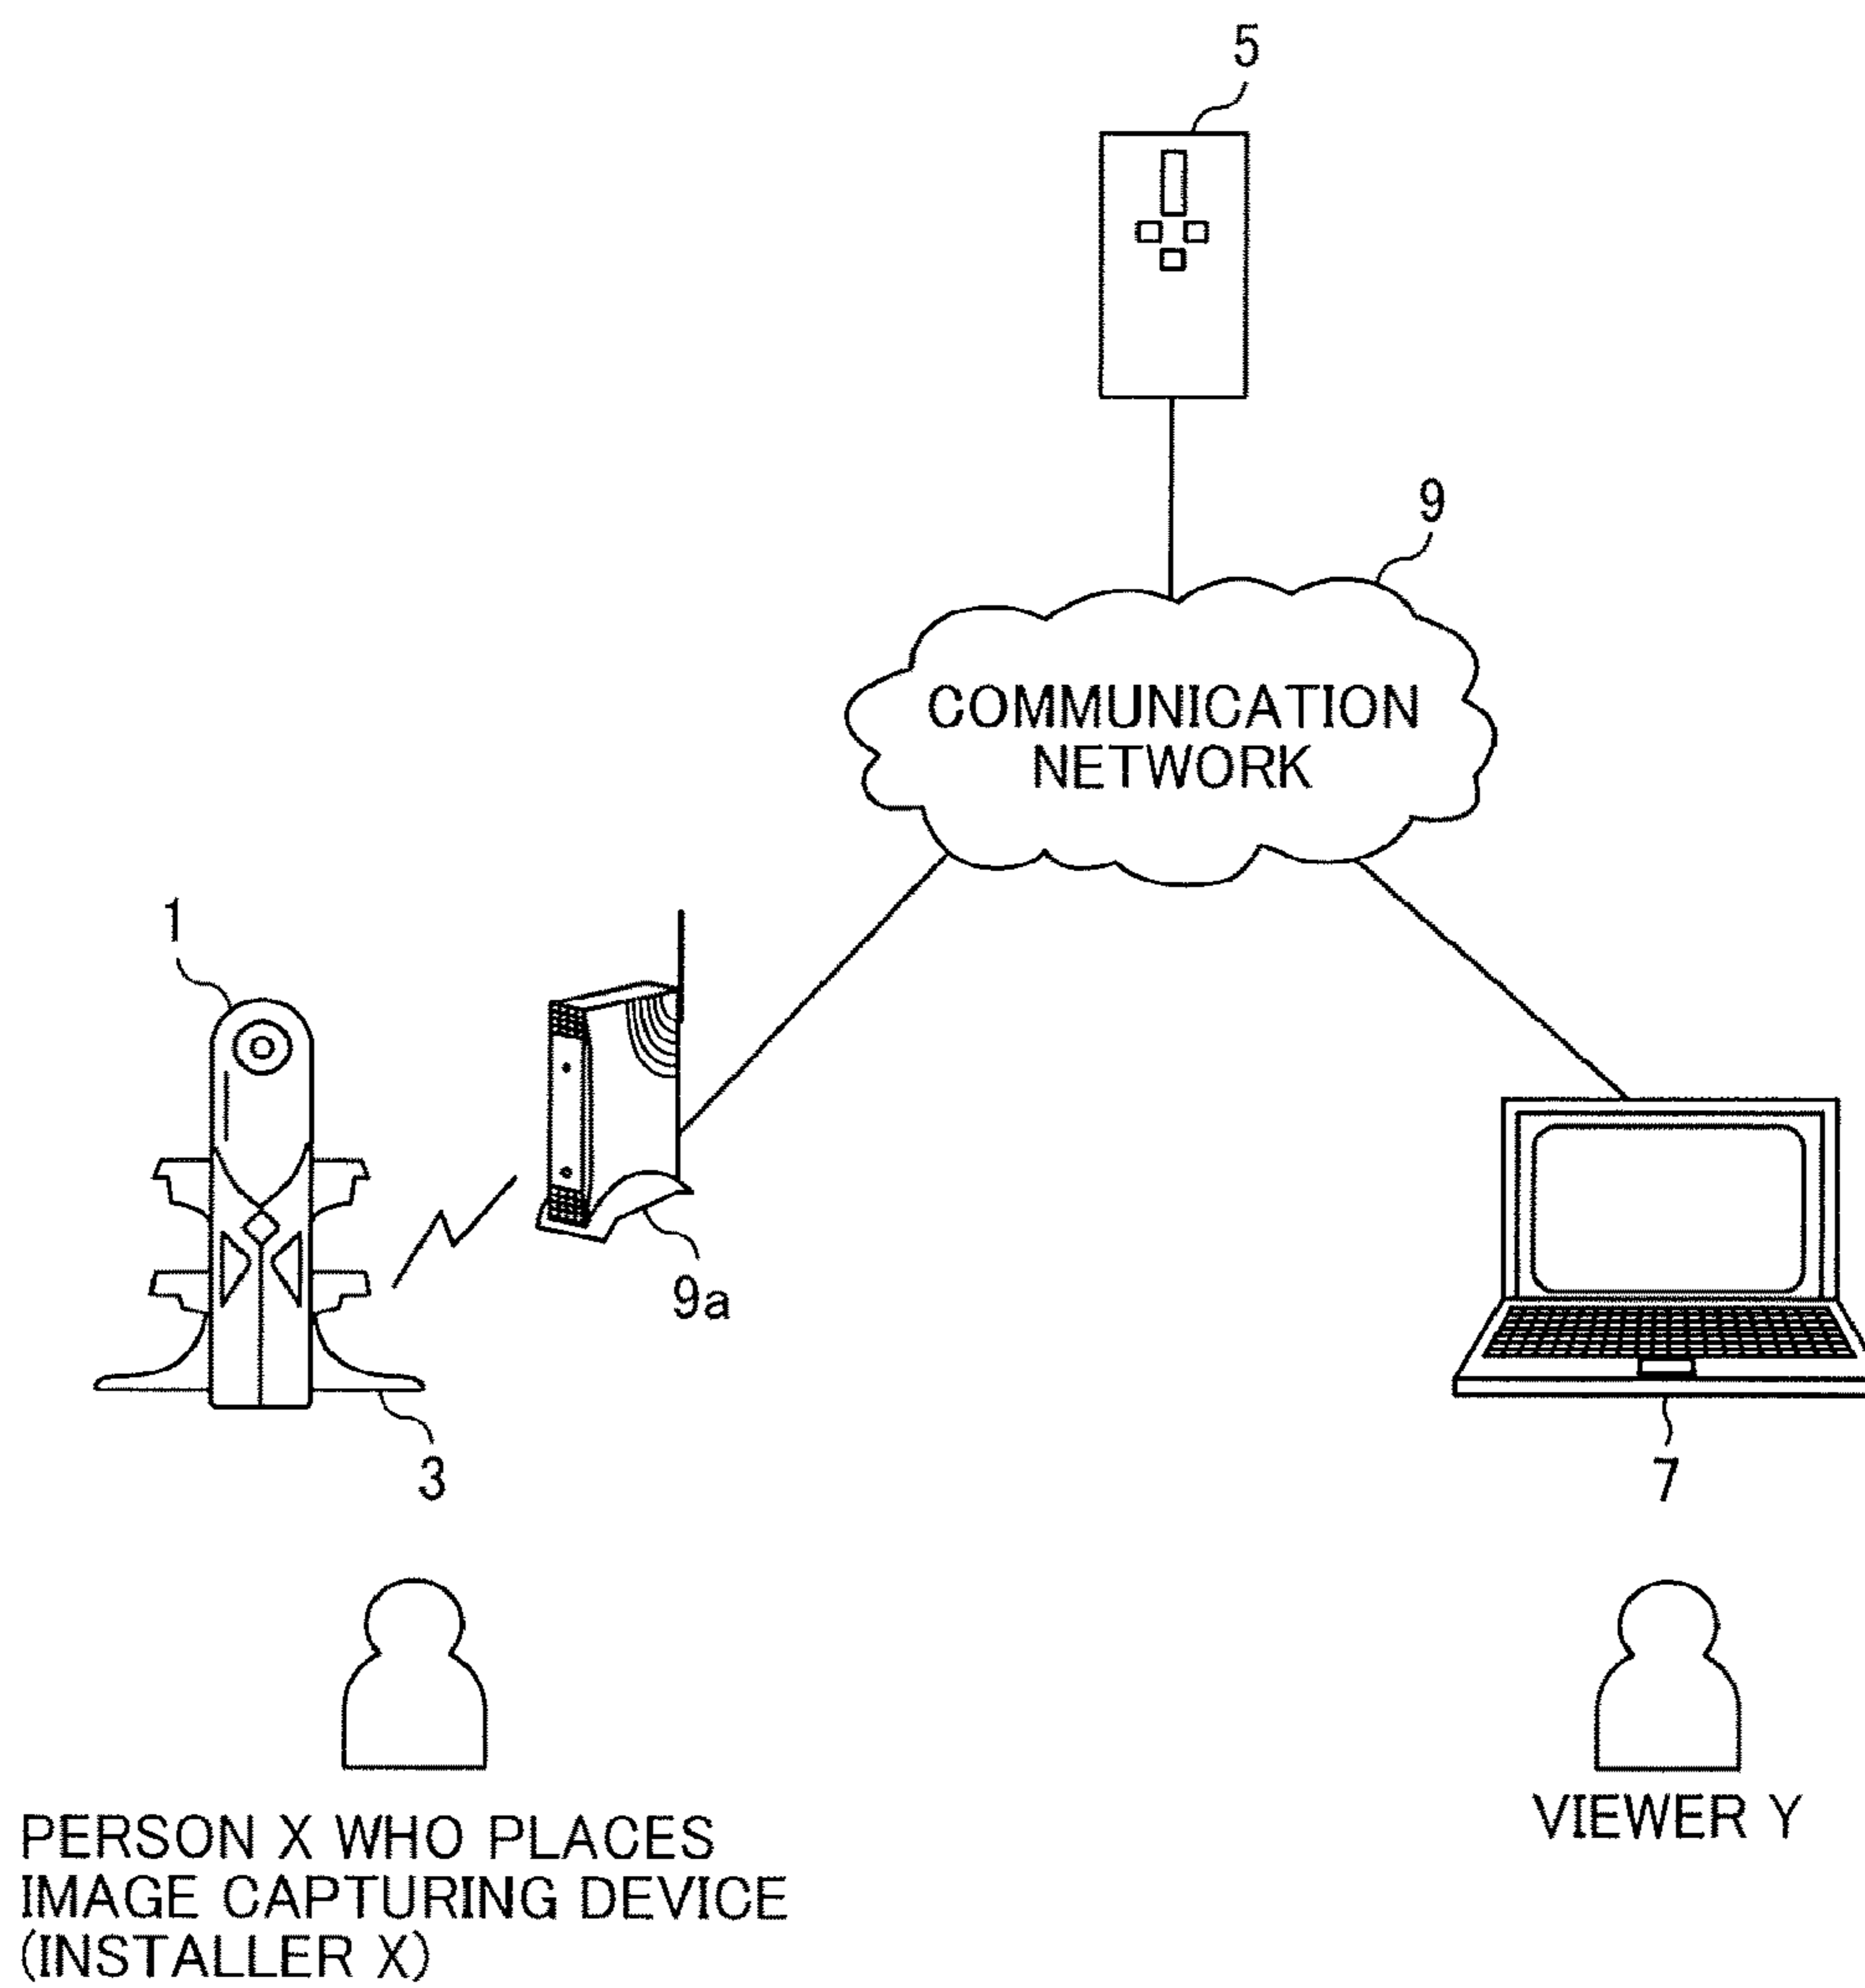 5
9
COMMUNICATION
NETWORK
1
9a
3
7
PERSON X WHO PLACES
IMAGE CAPTURING DEVICE
(INSTALLER X)
VIEWER Y